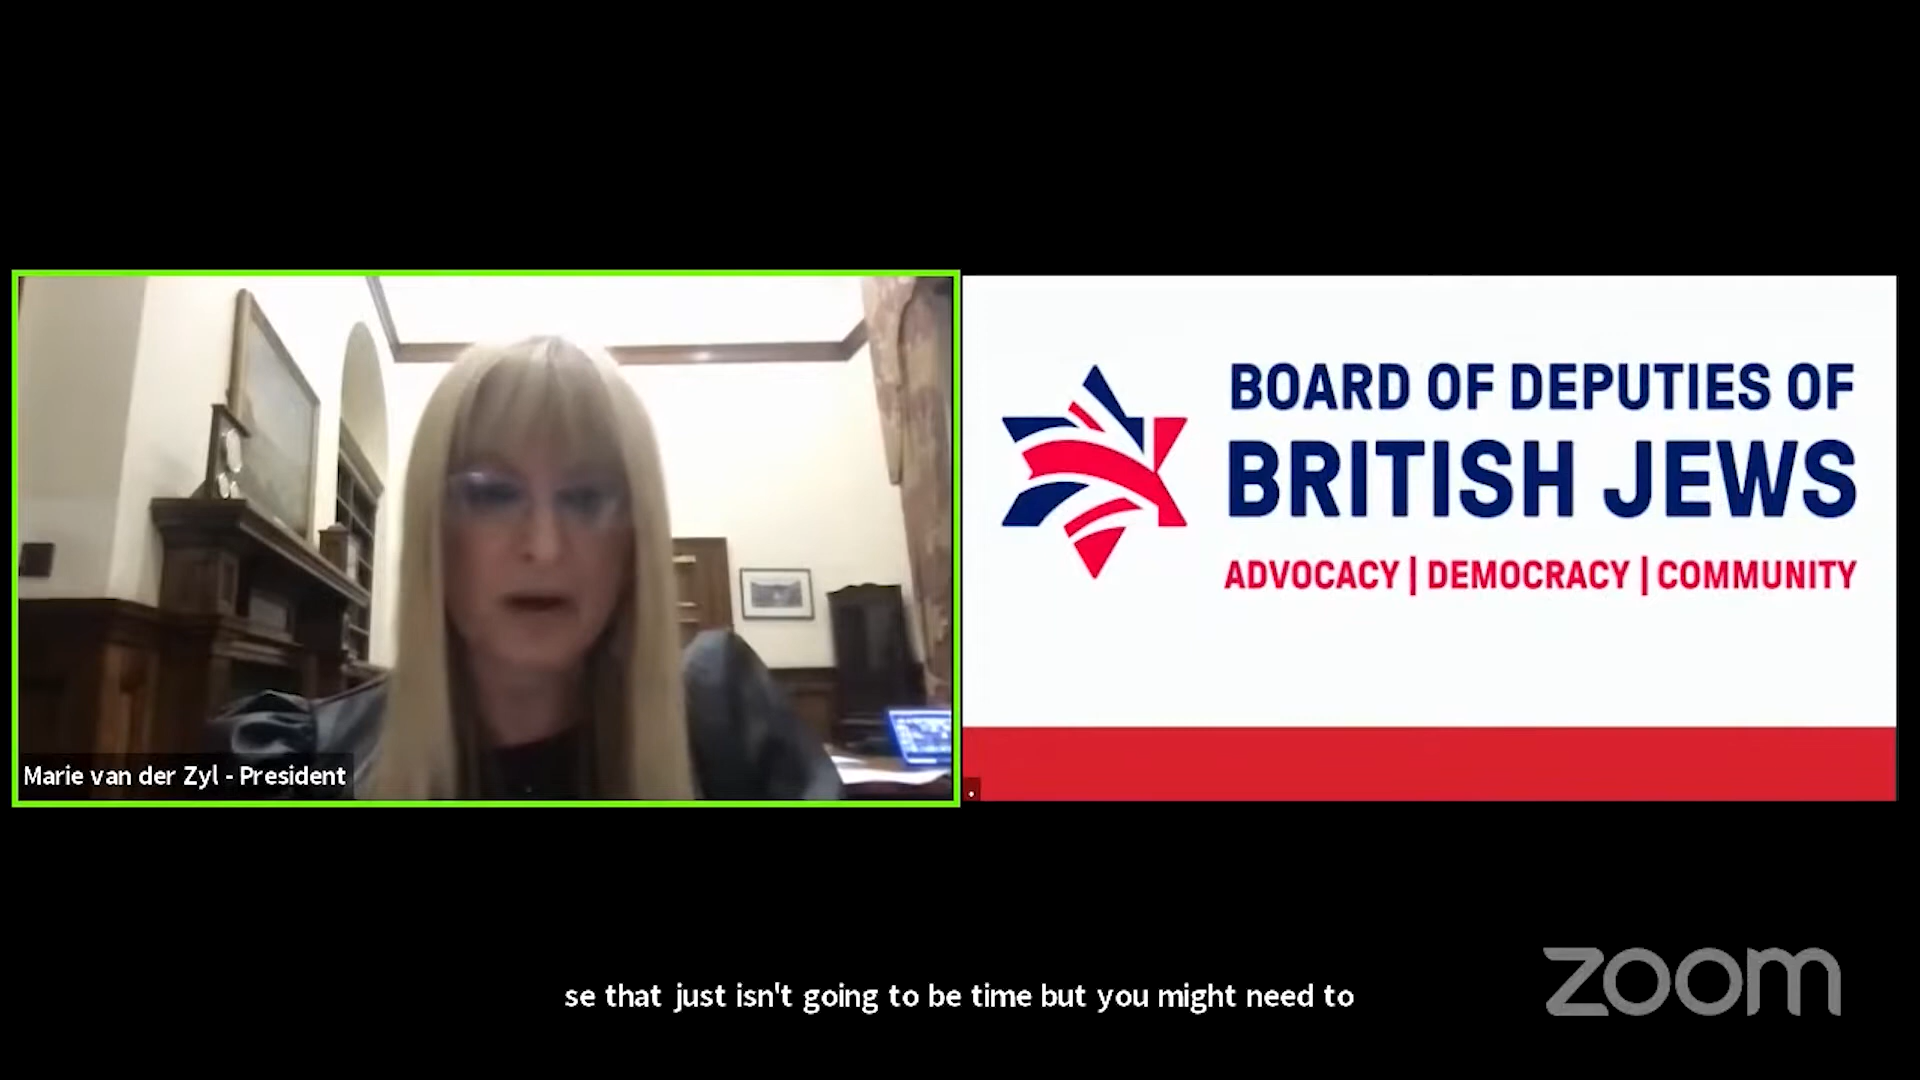 BOARD OF DEPUTIES OF
BRITISH JEWS
ADVOCACY | DEMOCRACY | COMMUNITY
Marie van der Zyl - President
.
se that just isn't going to be time but you might need to
zoom